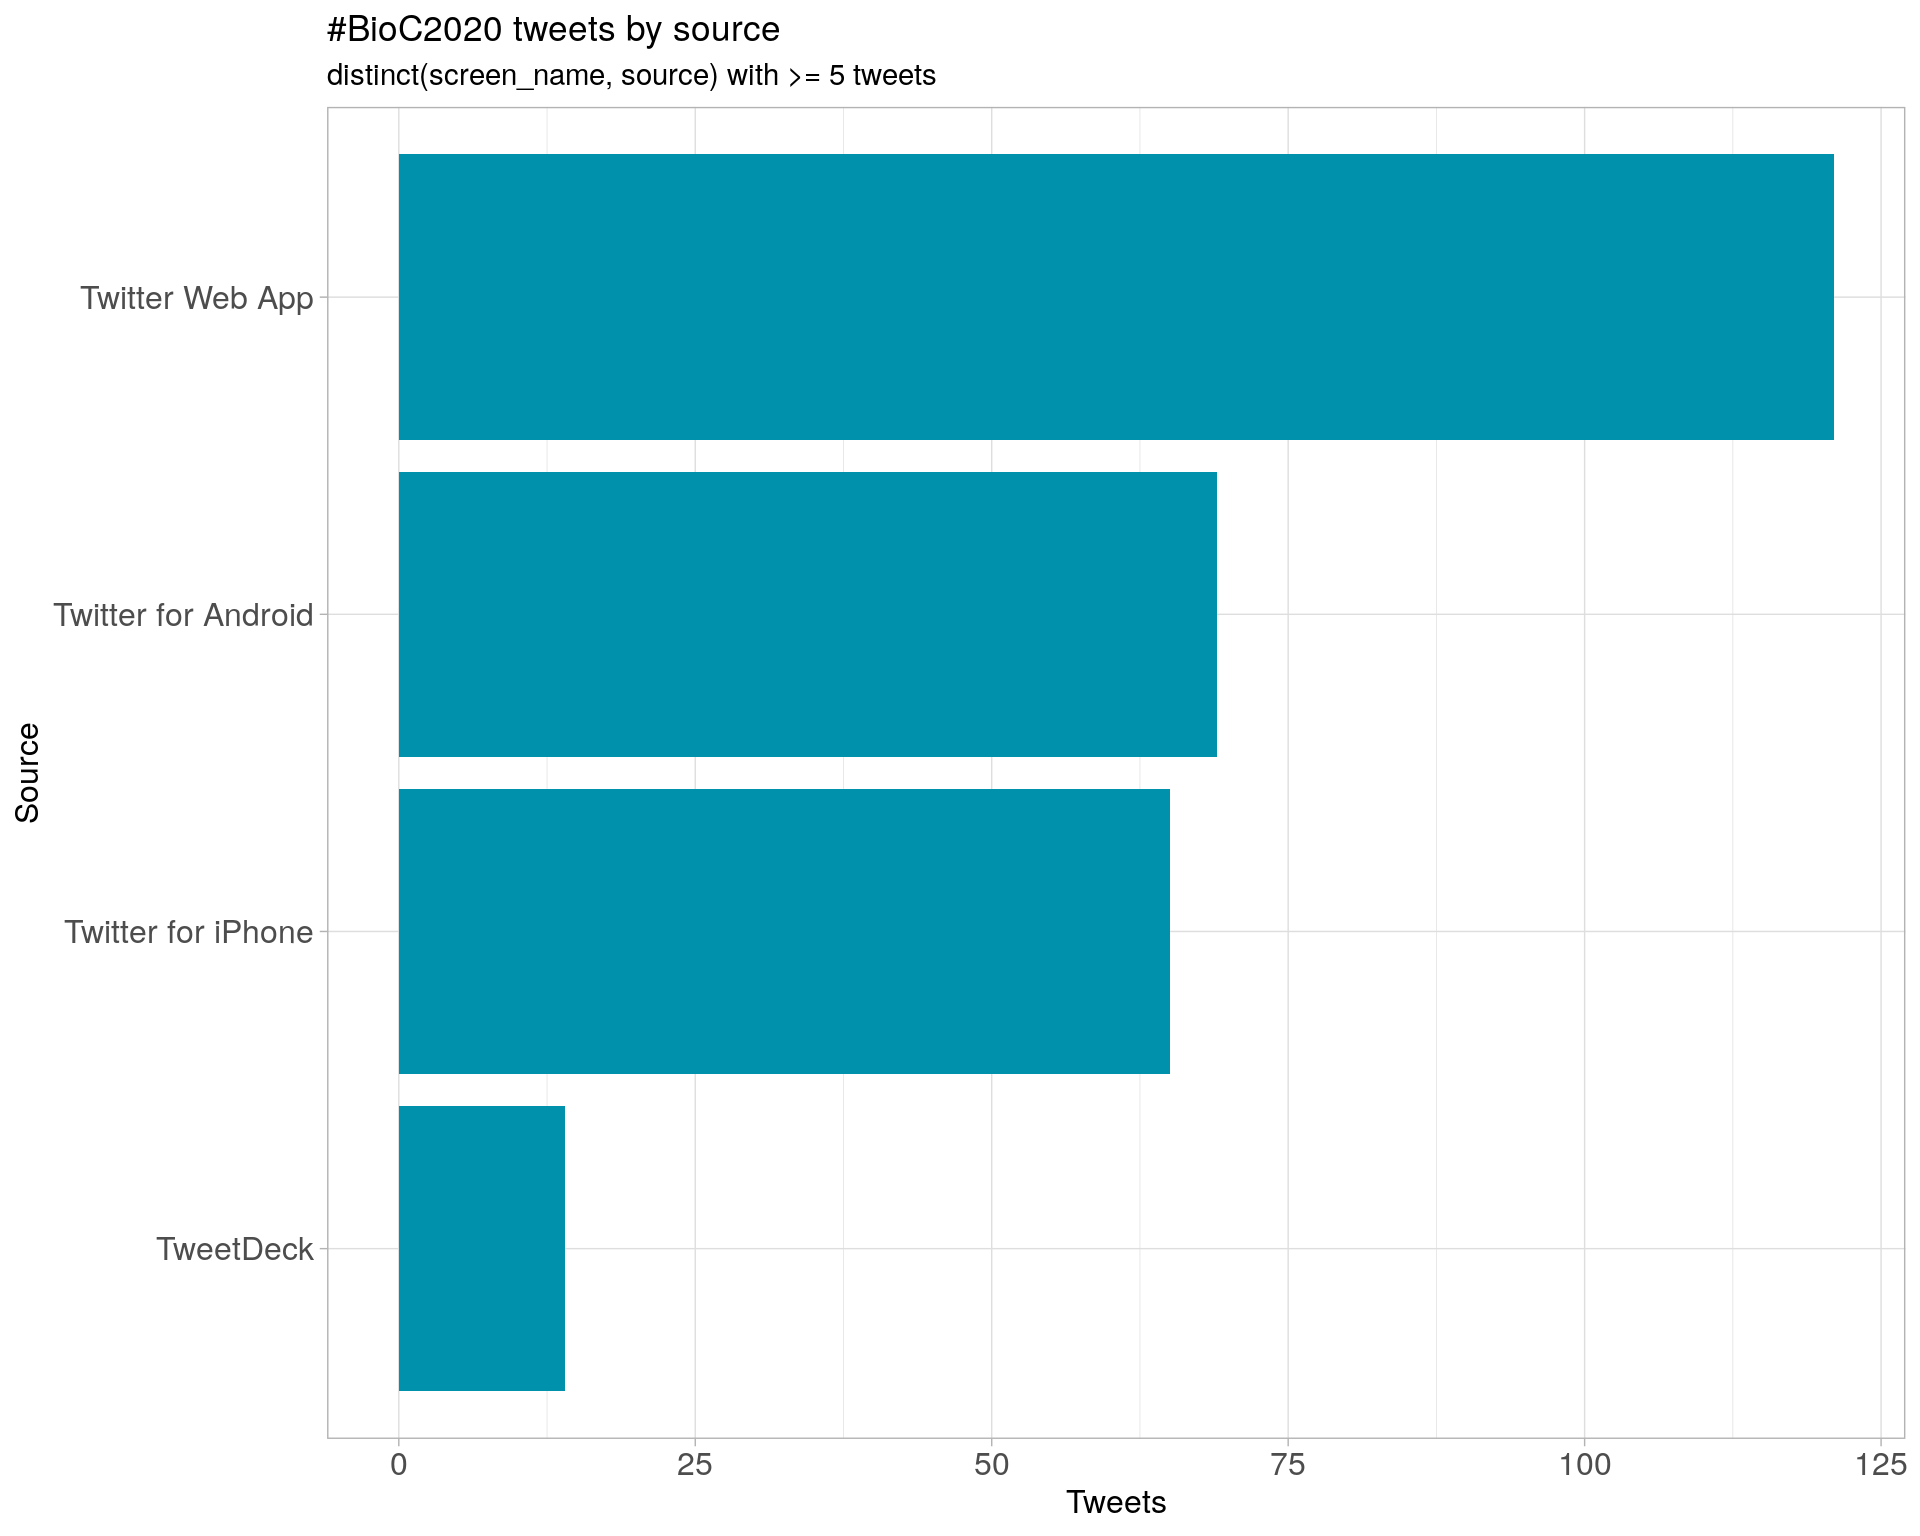 #BioC2020 tweets by source
distinct(screen_name, source) with >= 5 tweets
Source
Twitter Web App
Twitter for Android
Twitter for iPhone
TweetDeck
0 25 50 75 100 125
Tweets